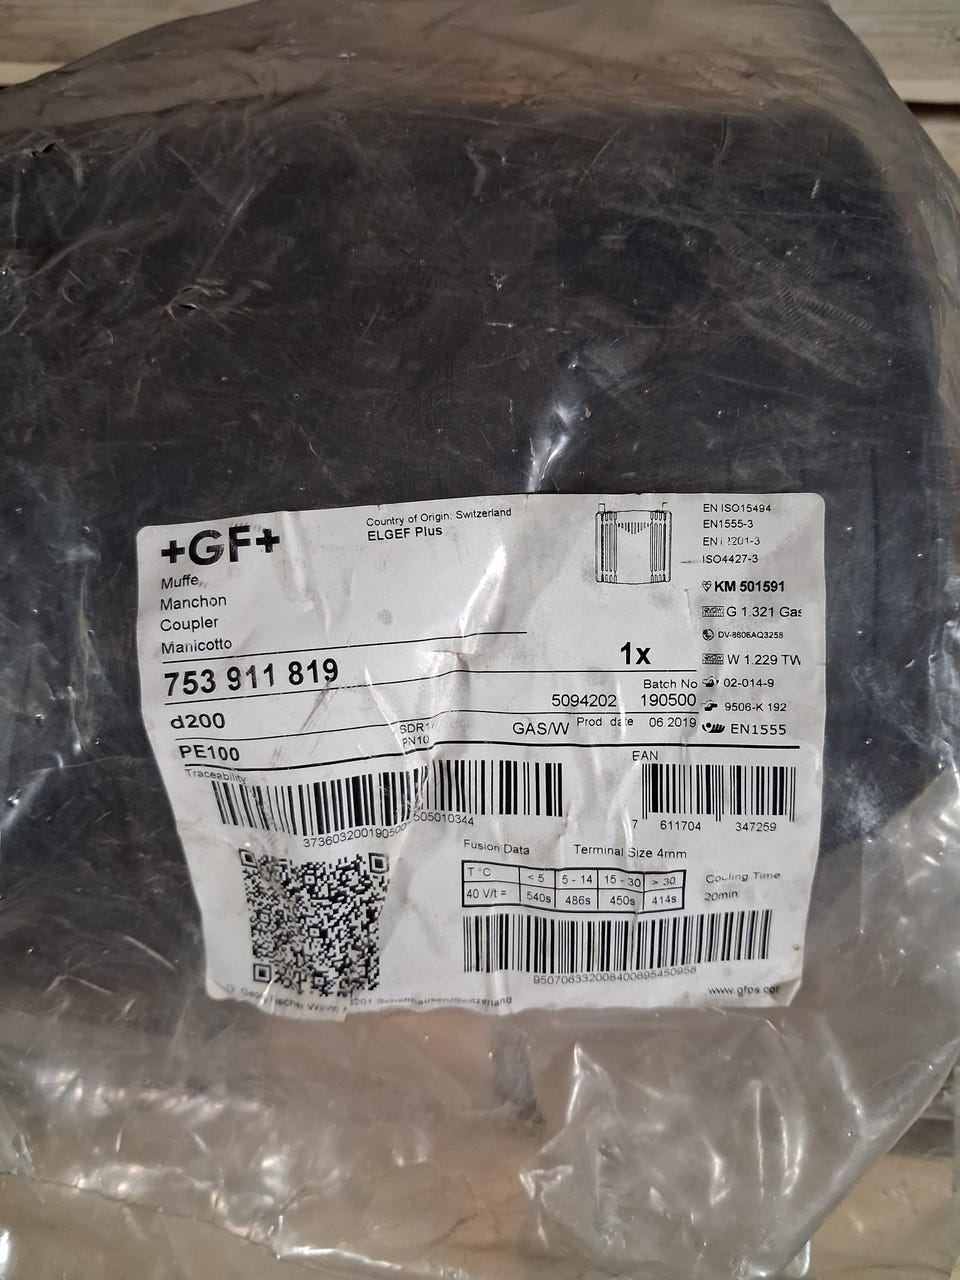 +GF+
Country of Origin: Switzerland
ELGEF Plus
Muffe
Manchon
Coupler
Manicotto
EN ISO15494
EN1555-3
ISO4427-3
KM 501591
G 1.321 Gas
DV-8606AQ3258
W 1.229 TW
02-014-9
9506-K 192
EN1555
753 911 819
1x
Batch No
5094202 190500
d200
GAS/W Prod date 06 2019
PE100
SDR1
PN10
Traceability
EAN
7 611704 347259
Fusion Data Terminal Size 4mm
T °C < 5 5 - 14 15 - 30 > 30
40 V/t = 540s 486s 450s 414s
Cooling Time
20min
www.gfps.com